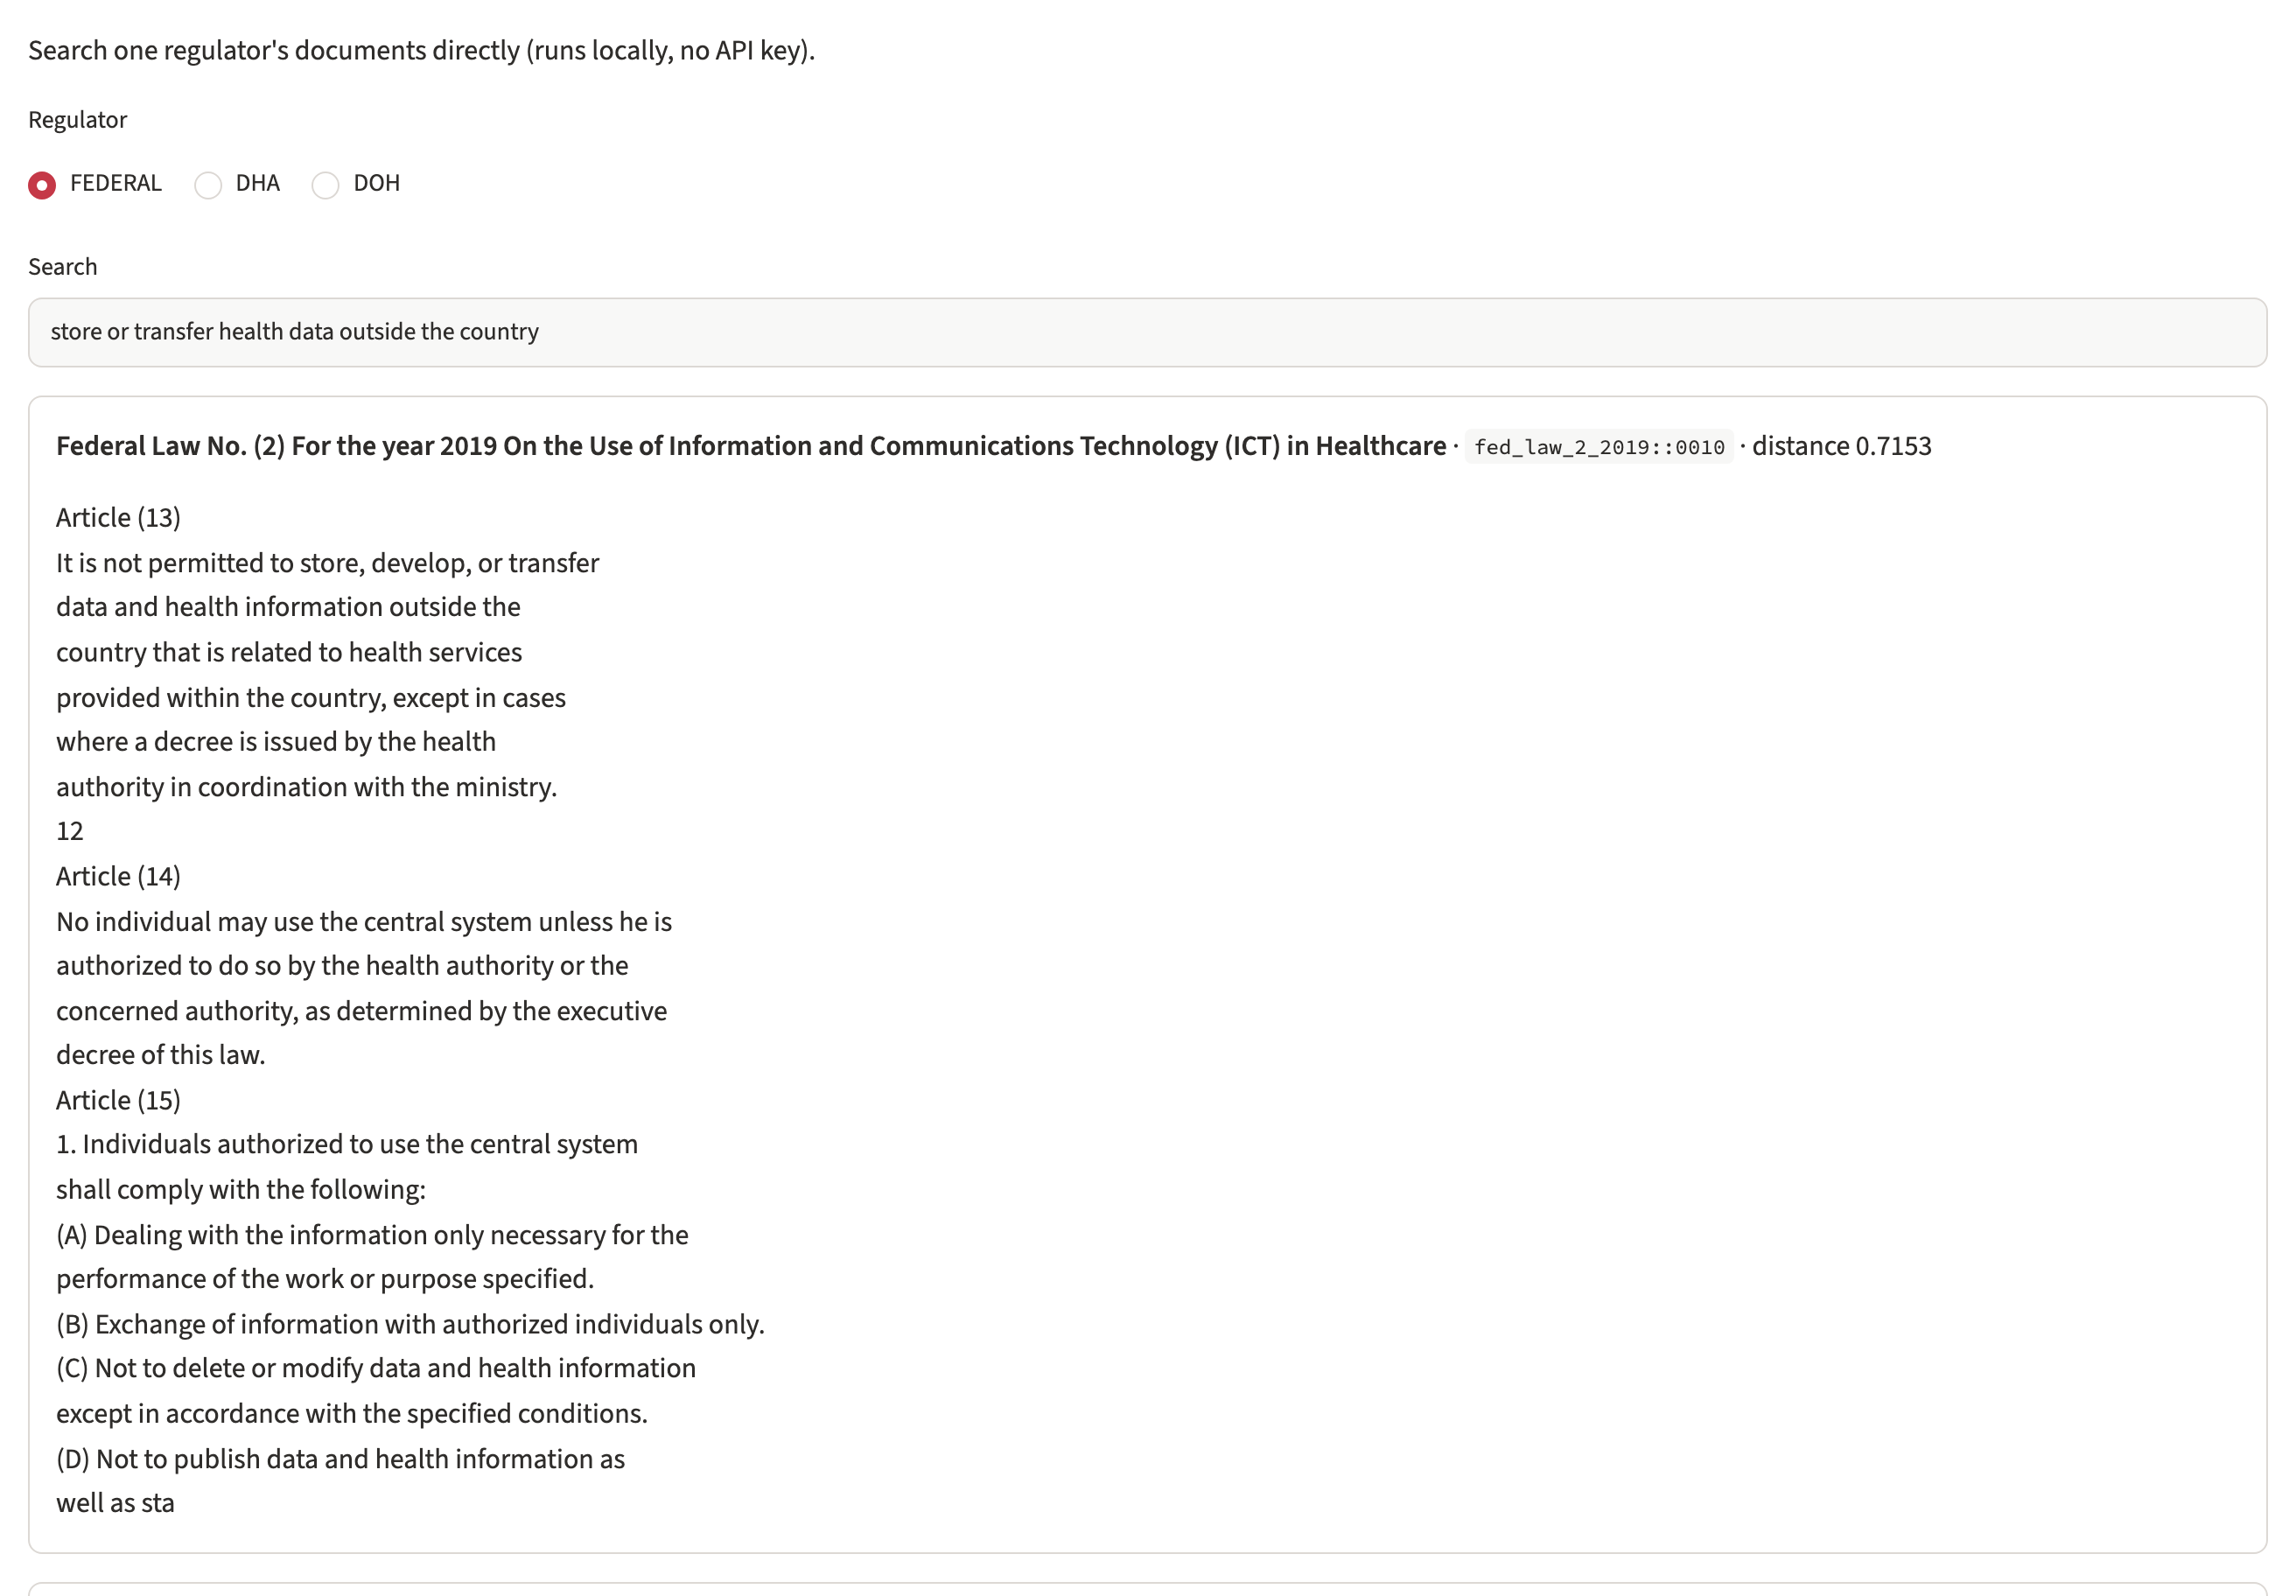 Search one regulator's documents directly (runs locally, no API key).
Regulator
FEDERAL DHA DOH
Search
store or transfer health data outside the country
Federal Law No. (2) For the year 2019 On the Use of Information and Communications Technology (ICT) in Healthcare · fed_law_2_2019::0010 · distance 0.7153
Article (13)
It is not permitted to store, develop, or transfer
data and health information outside the
country that is related to health services
provided within the country, except in cases
where a decree is issued by the health
authority in coordination with the ministry.
12
Article (14)
No individual may use the central system unless he is
authorized to do so by the health authority or the
concerned authority, as determined by the executive
decree of this law.
Article (15)
1. Individuals authorized to use the central system
shall comply with the following:
(A) Dealing with the information only necessary for the
performance of the work or purpose specified.
(B) Exchange of information with authorized individuals only.
(C) Not to delete or modify data and health information
except in accordance with the specified conditions.
(D) Not to publish data and health information as
well as sta